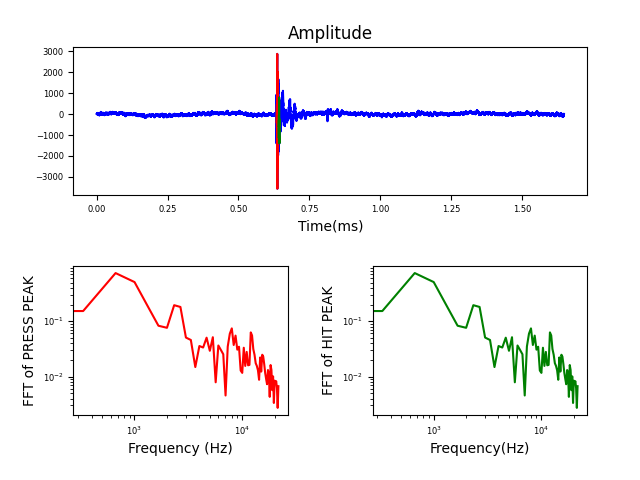 Amplitude
3000
2000
1000
0
−1000
−2000
−3000
0.00 0.25 0.50 0.75 1.00 1.25 1.50
Time(ms)
FFT of PRESS PEAK
10⁻¹
10⁻²
10³ 10⁴
Frequency (Hz)
FFT of HIT PEAK
10⁻¹
10⁻²
10³ 10⁴
Frequency(Hz)